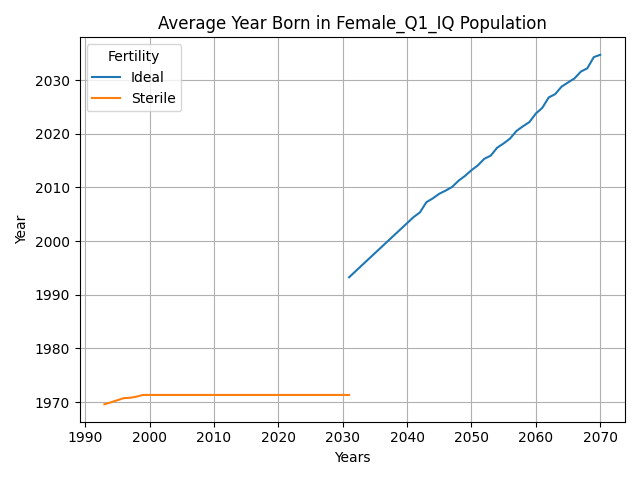 Average Year Born in Female_Q1_IQ Population
Fertility
Ideal
Sterile
Year
2030
2020
2010
2000
1990
1980
1970
1990 2000 2010 2020 2030 2040 2050 2060 2070
Years